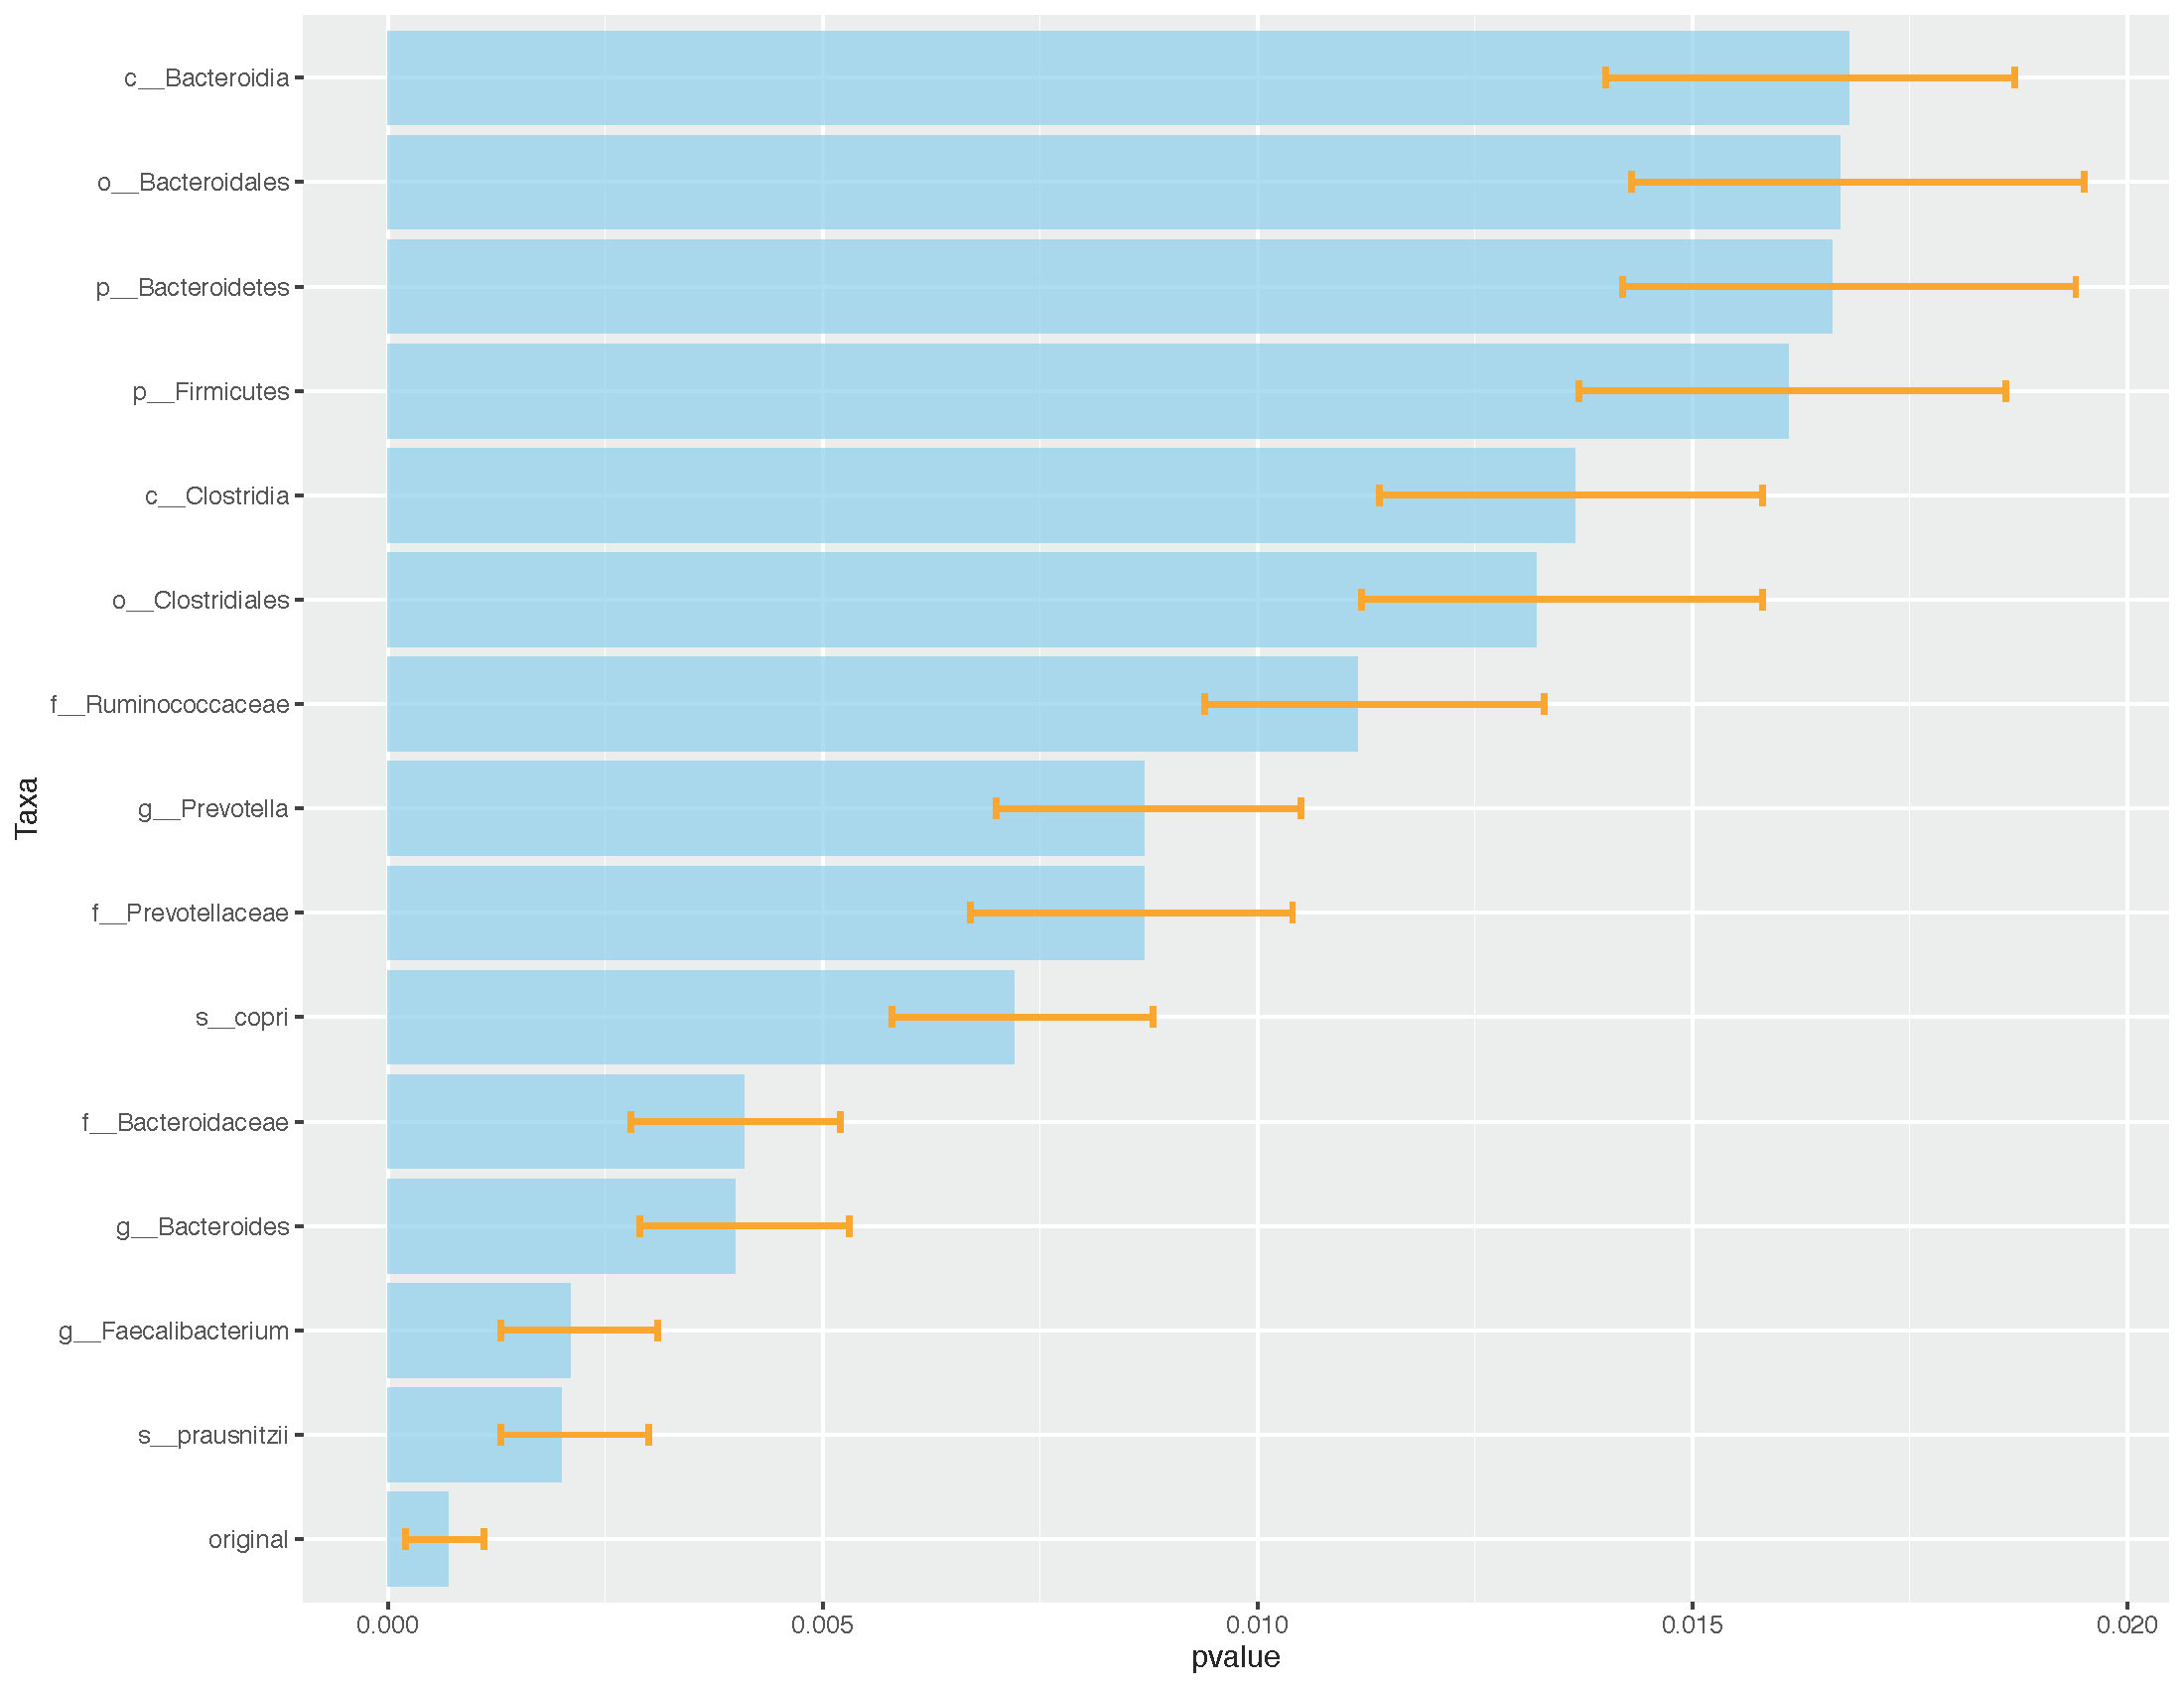 c__Bacteroidia
o__Bacteroidales
p__Bacteroidetes
p__Firmicutes
c__Clostridia
o__Clostridiales
f__Ruminococcaceae
g__Prevotella
f__Prevotellaceae
s__copri
f__Bacteroidaceae
g__Bacteroides
g__Faecalibacterium
s__prausnitzii
original
Taxa
0.000 0.005 0.010 0.015 0.020
pvalue